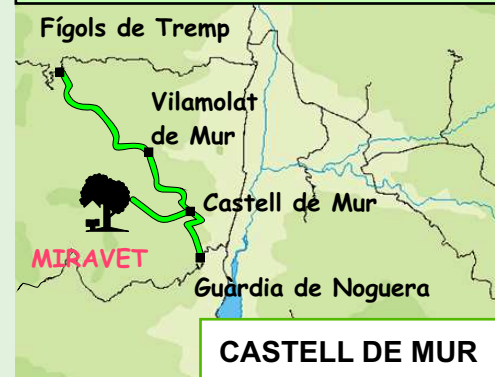 Fígols de Tremp
Vilamolat
de Mur
Castell de Mur
MIRAVET
Guàrdia de Noguera
CASTELL DE MUR